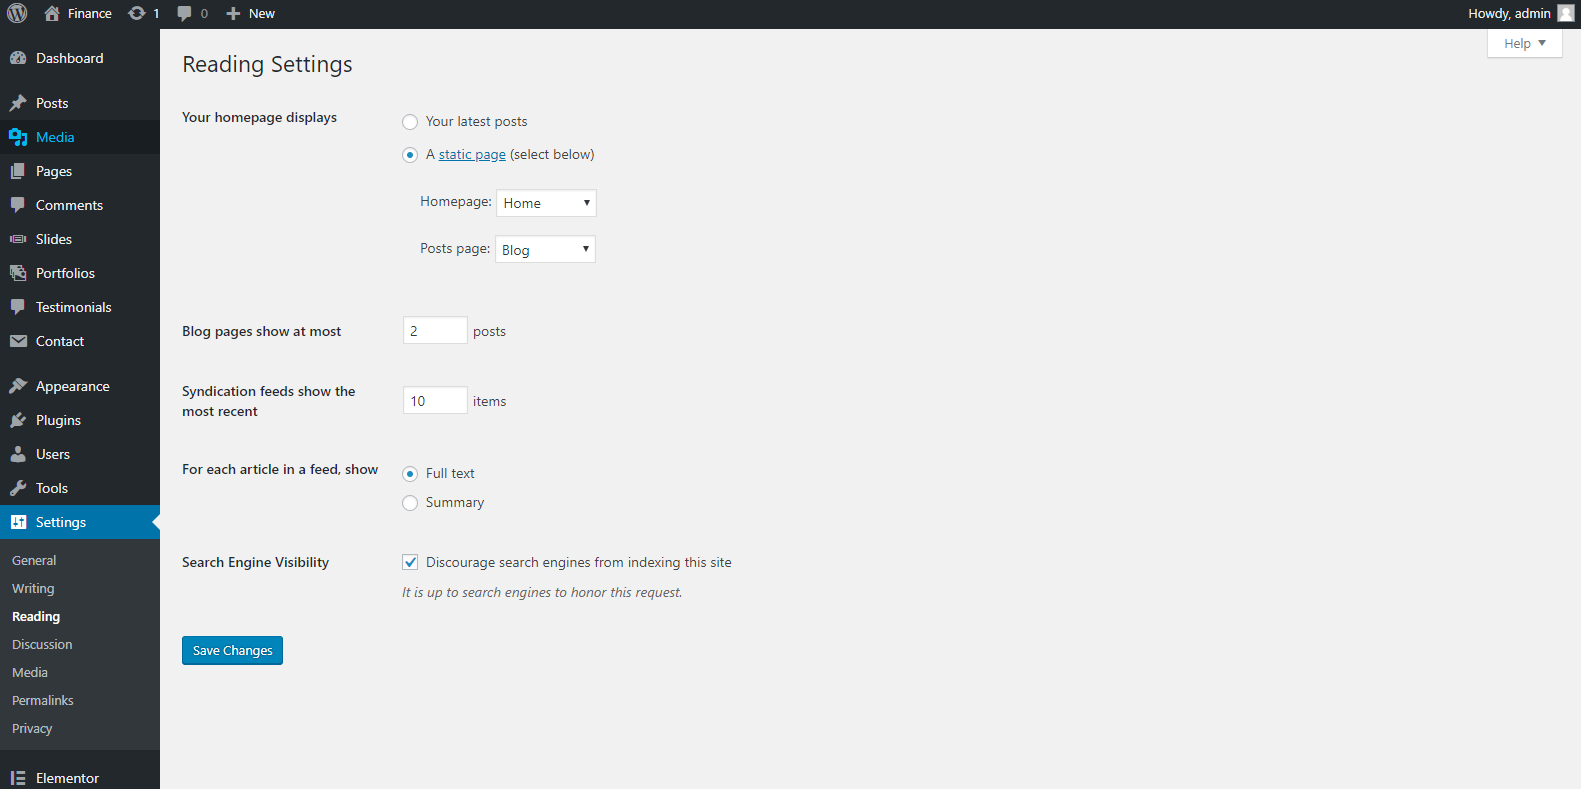 Finance 1 0 New Howdy, admin
Help
Dashboard
Posts
Media
Pages
Comments
Slides
Portfolios
Testimonials
Contact
Appearance
Plugins
Users
Tools
Settings
General
Writing
Reading
Discussion
Media
Permalinks
Privacy
Elementor
Reading Settings
Your homepage displays
Your latest posts
A static page (select below)
Homepage: Home
Posts page: Blog
Blog pages show at most 2 posts
Syndication feeds show the
most recent
10 items
For each article in a feed, show
Full text
Summary
Search Engine Visibility
Discourage search engines from indexing this site
It is up to search engines to honor this request.
Save Changes